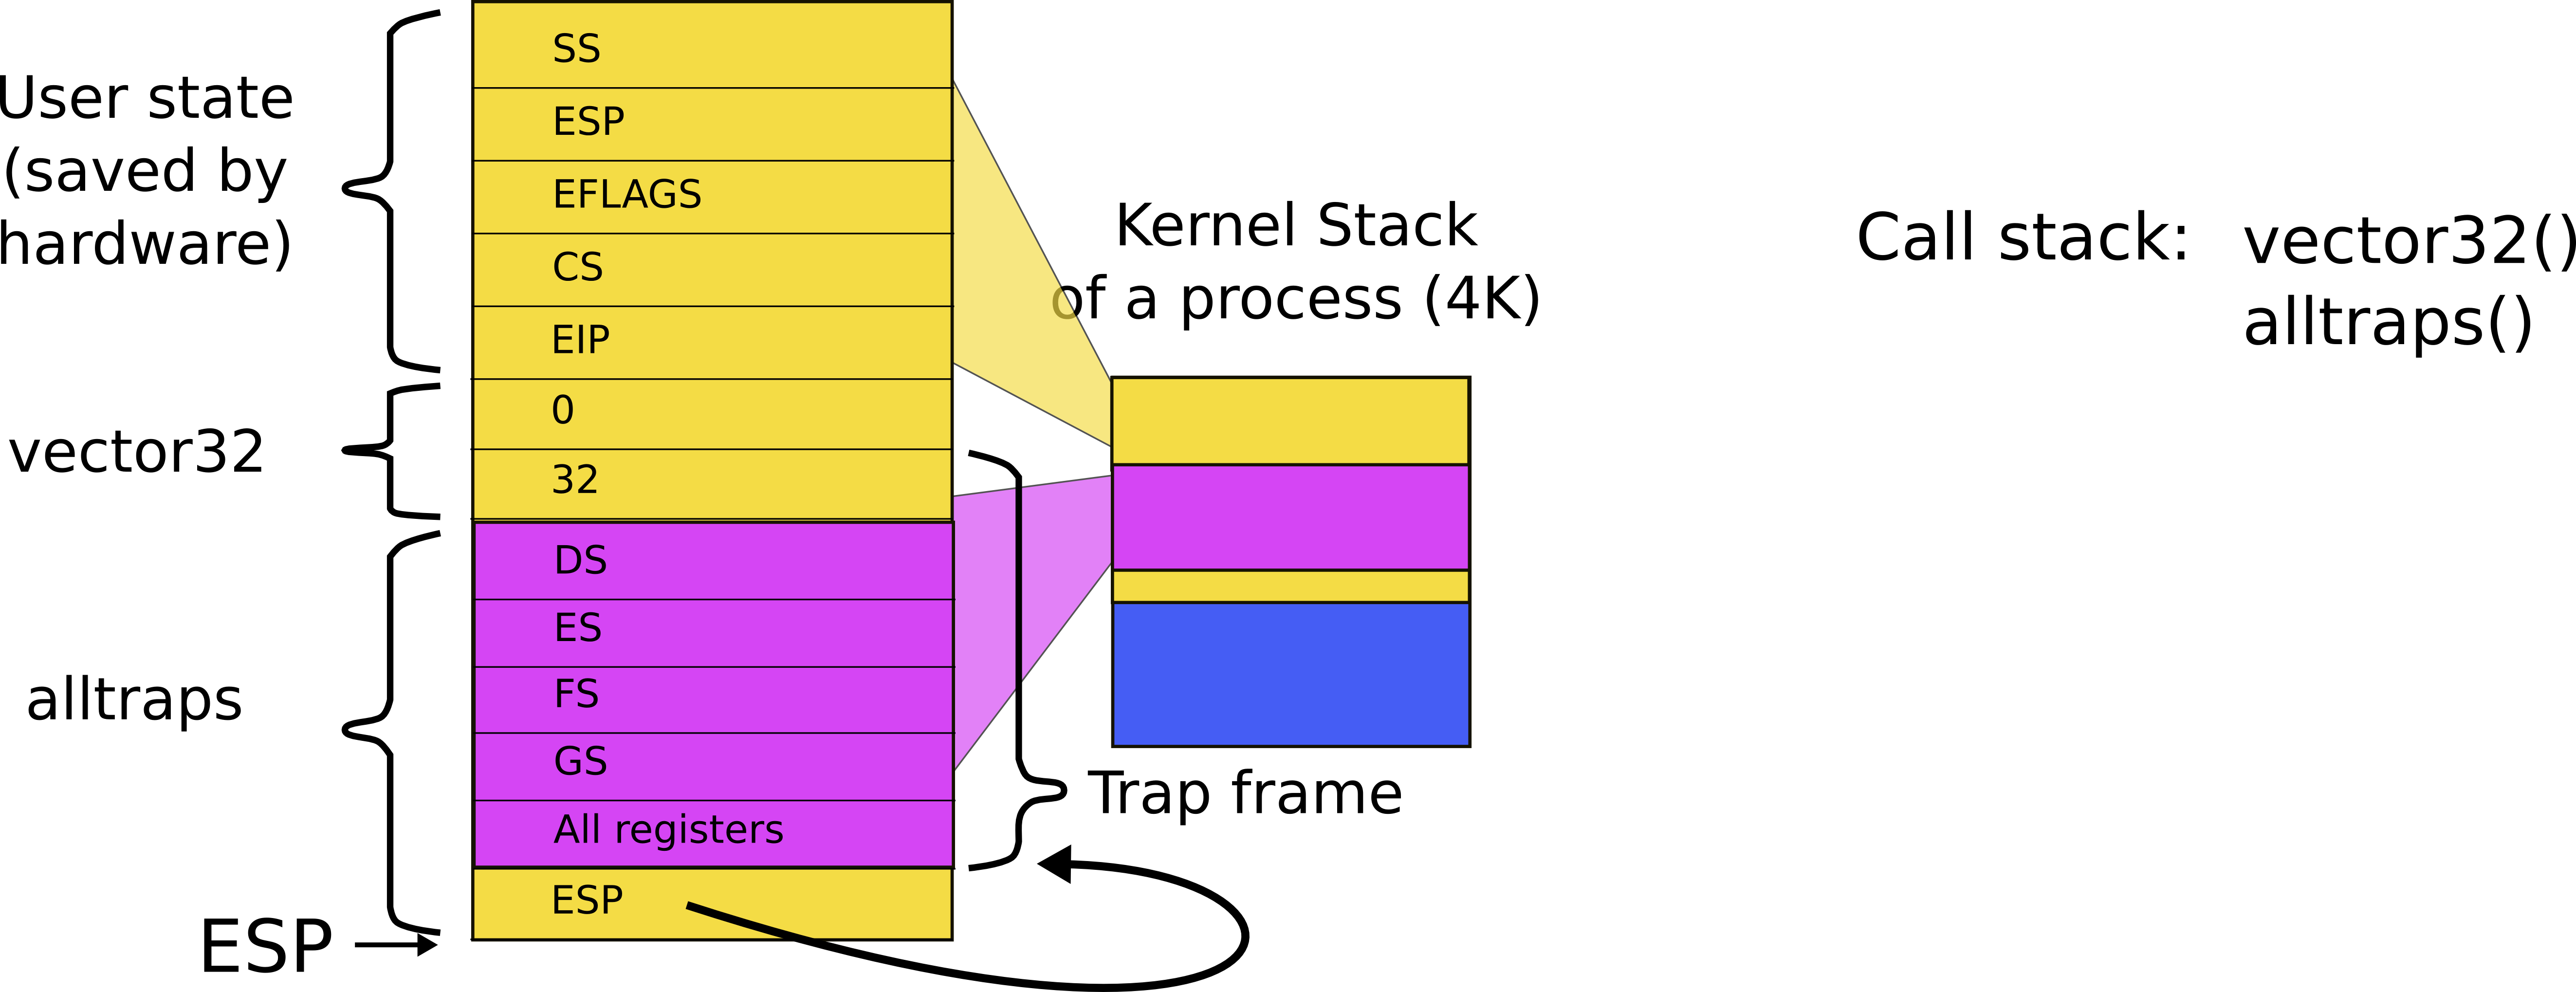 User state
(saved by
hardware)
vector32
alltraps
ESP
SS
ESP
EFLAGS
CS
EIP
0
32
DS
ES
FS
GS
All registers
ESP
Kernel Stack
of a process (4K)
Trap frame
Call stack: vector32()
alltraps()